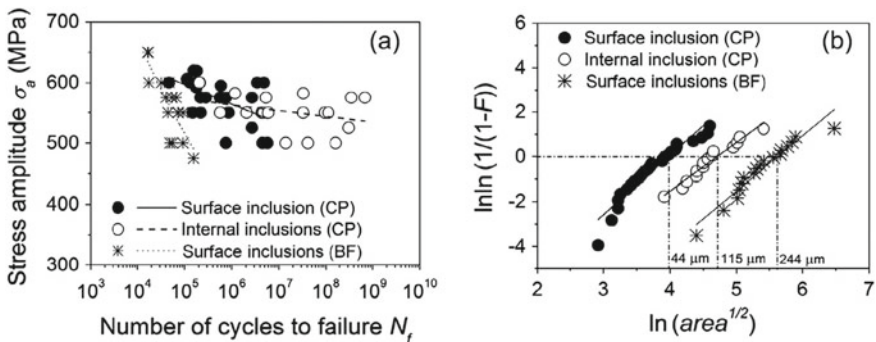 (a)
Stress amplitude σₐ (MPa)
700
600
500
400
300
Surface inclusion (CP)
Internal inclusions (CP)
Surface inclusions (BF)
10³ 10⁴ 10⁵ 10⁶ 10⁷ 10⁸ 10⁹ 10¹⁰
Number of cycles to failure N_f
(b)
Surface inclusion (CP)
Internal inclusion (CP)
Surface inclusions (BF)
lnln (1/(1-F))
6
4
2
0
-2
-4
44 μm 115 μm 244 μm
2 3 4 5 6 7
ln (area^1/2)